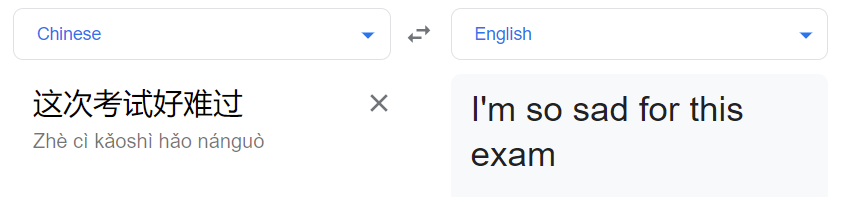 Chinese English
这次考试好难过
Zhè cì kǎoshì hǎo nánguò
I'm so sad for this
exam